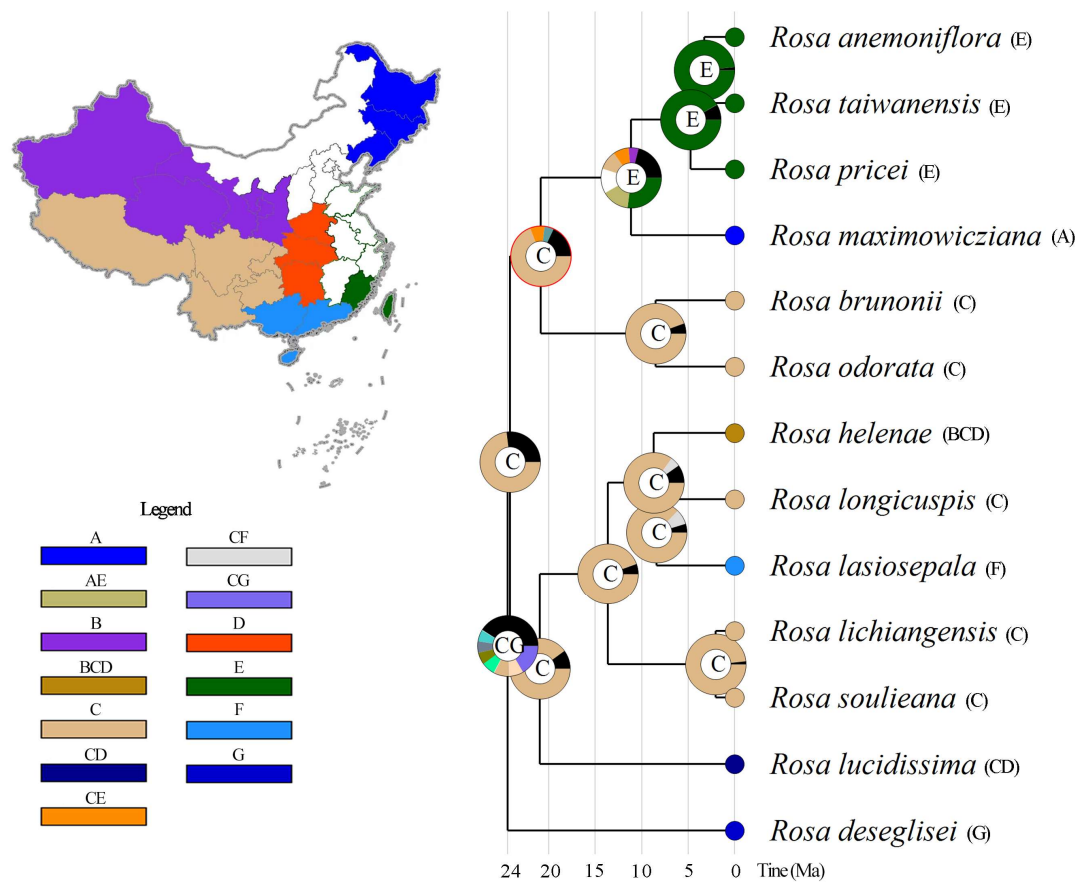 Rosa anemoniflora (E)
E
Rosa taiwanensis (E)
E
Rosa pricei (E)
E
Rosa maximowicziana (A)
C
Rosa brunonii (C)
C
Rosa odorata (C)
Rosa helenae (BCD)
C
C
Rosa longicuspis (C)
C
Rosa lasiosepala (F)
C
Rosa lichiangensis (C)
CG
C
C
Rosa soulieana (C)
Rosa lucidissima (CD)
Rosa deseglisei (G)
24 20 15 10 5 0 Tine (Ma)
Legend
A
AE
B
BCD
C
CD
CE
CF
CG
D
E
F
G